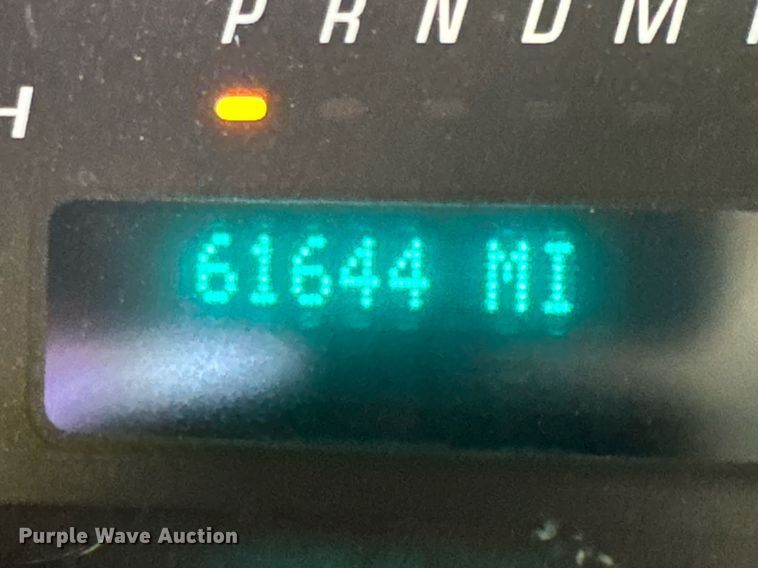 P R N D M
H
61644 MI
Purple Wave Auction